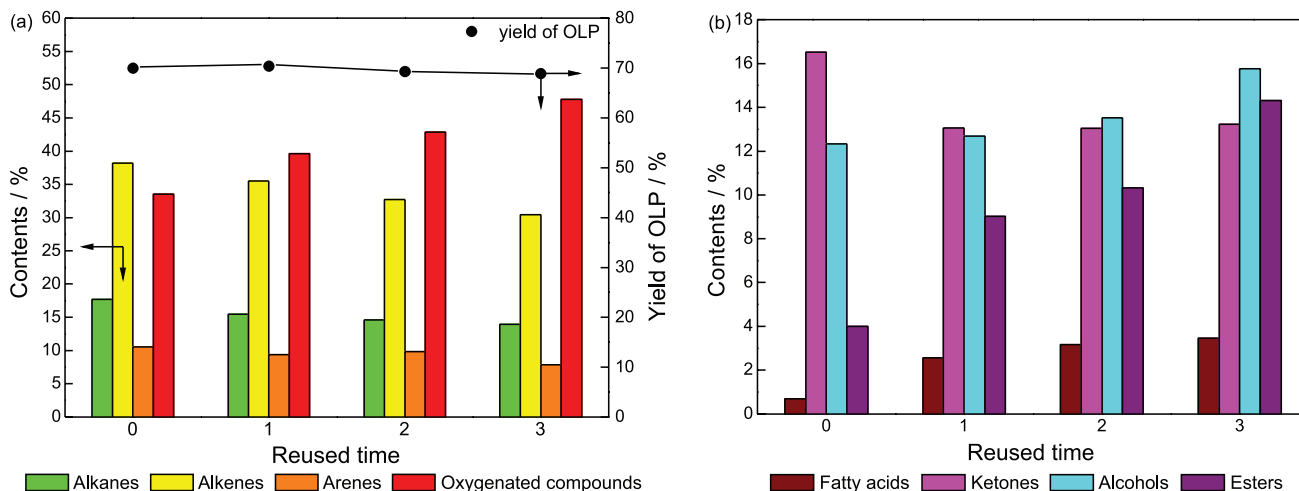 (a)
yield of OLP
Contents / %
60
55
50
45
40
35
30
25
20
15
10
5
0
80
70
60
50
40
30
20
10
0
Yield of OLP / %
0 1 2 3
Reused time
Alkanes Alkenes Arenes Oxygenated compounds
(b)
Contents / %
18
16
14
12
10
8
6
4
2
0
0 1 2 3
Reused time
Fatty acids Ketones Alcohols Esters